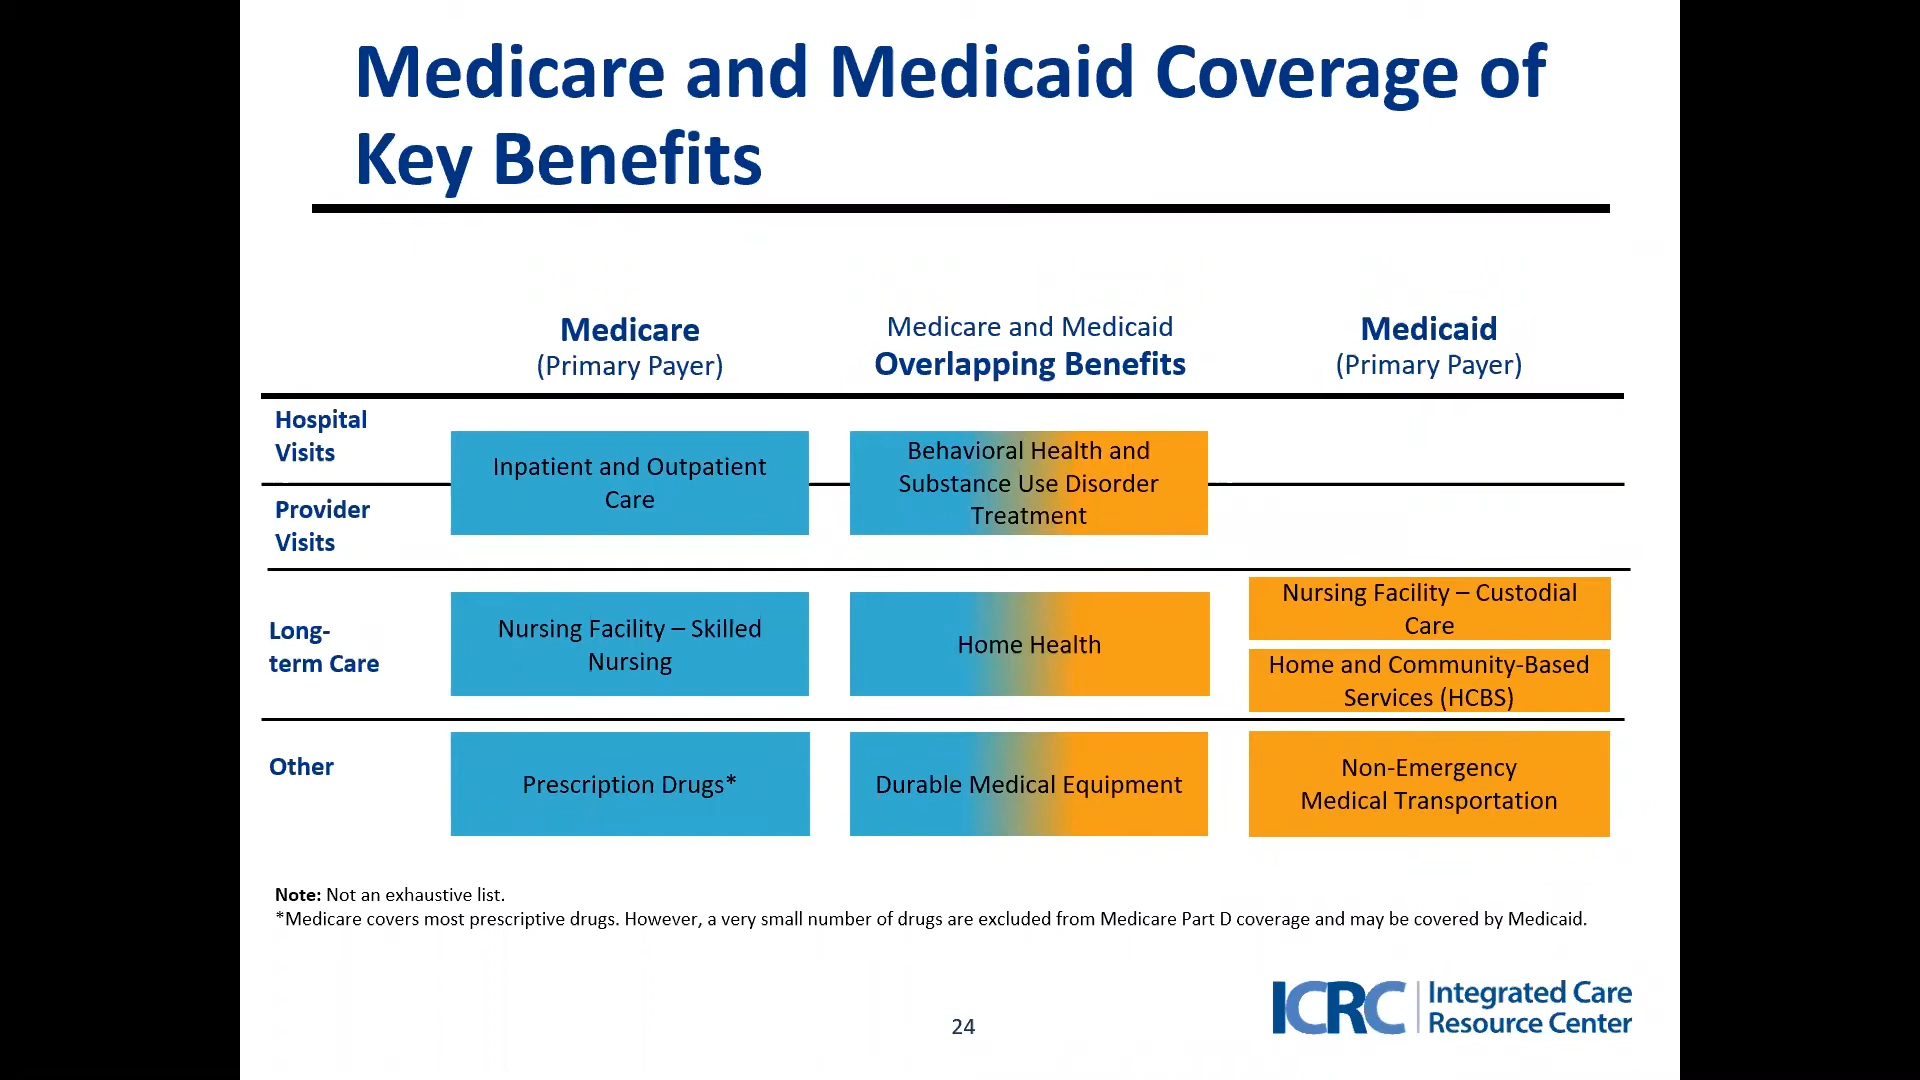 Medicare and Medicaid Coverage of
Key Benefits
Medicare
(Primary Payer)
Medicare and Medicaid
Overlapping Benefits
Medicaid
(Primary Payer)
Hospital
Visits
Provider
Visits
Inpatient and Outpatient
Care
Behavioral Health and
Substance Use Disorder
Treatment
Long-
term Care
Nursing Facility – Skilled
Nursing
Home Health
Nursing Facility – Custodial
Care
Home and Community-Based
Services (HCBS)
Other
Prescription Drugs*
Durable Medical Equipment
Non-Emergency
Medical Transportation
Note: Not an exhaustive list.
*Medicare covers most prescriptive drugs. However, a very small number of drugs are excluded from Medicare Part D coverage and may be covered by Medicaid.
24
ICRC
Integrated Care
Resource Center